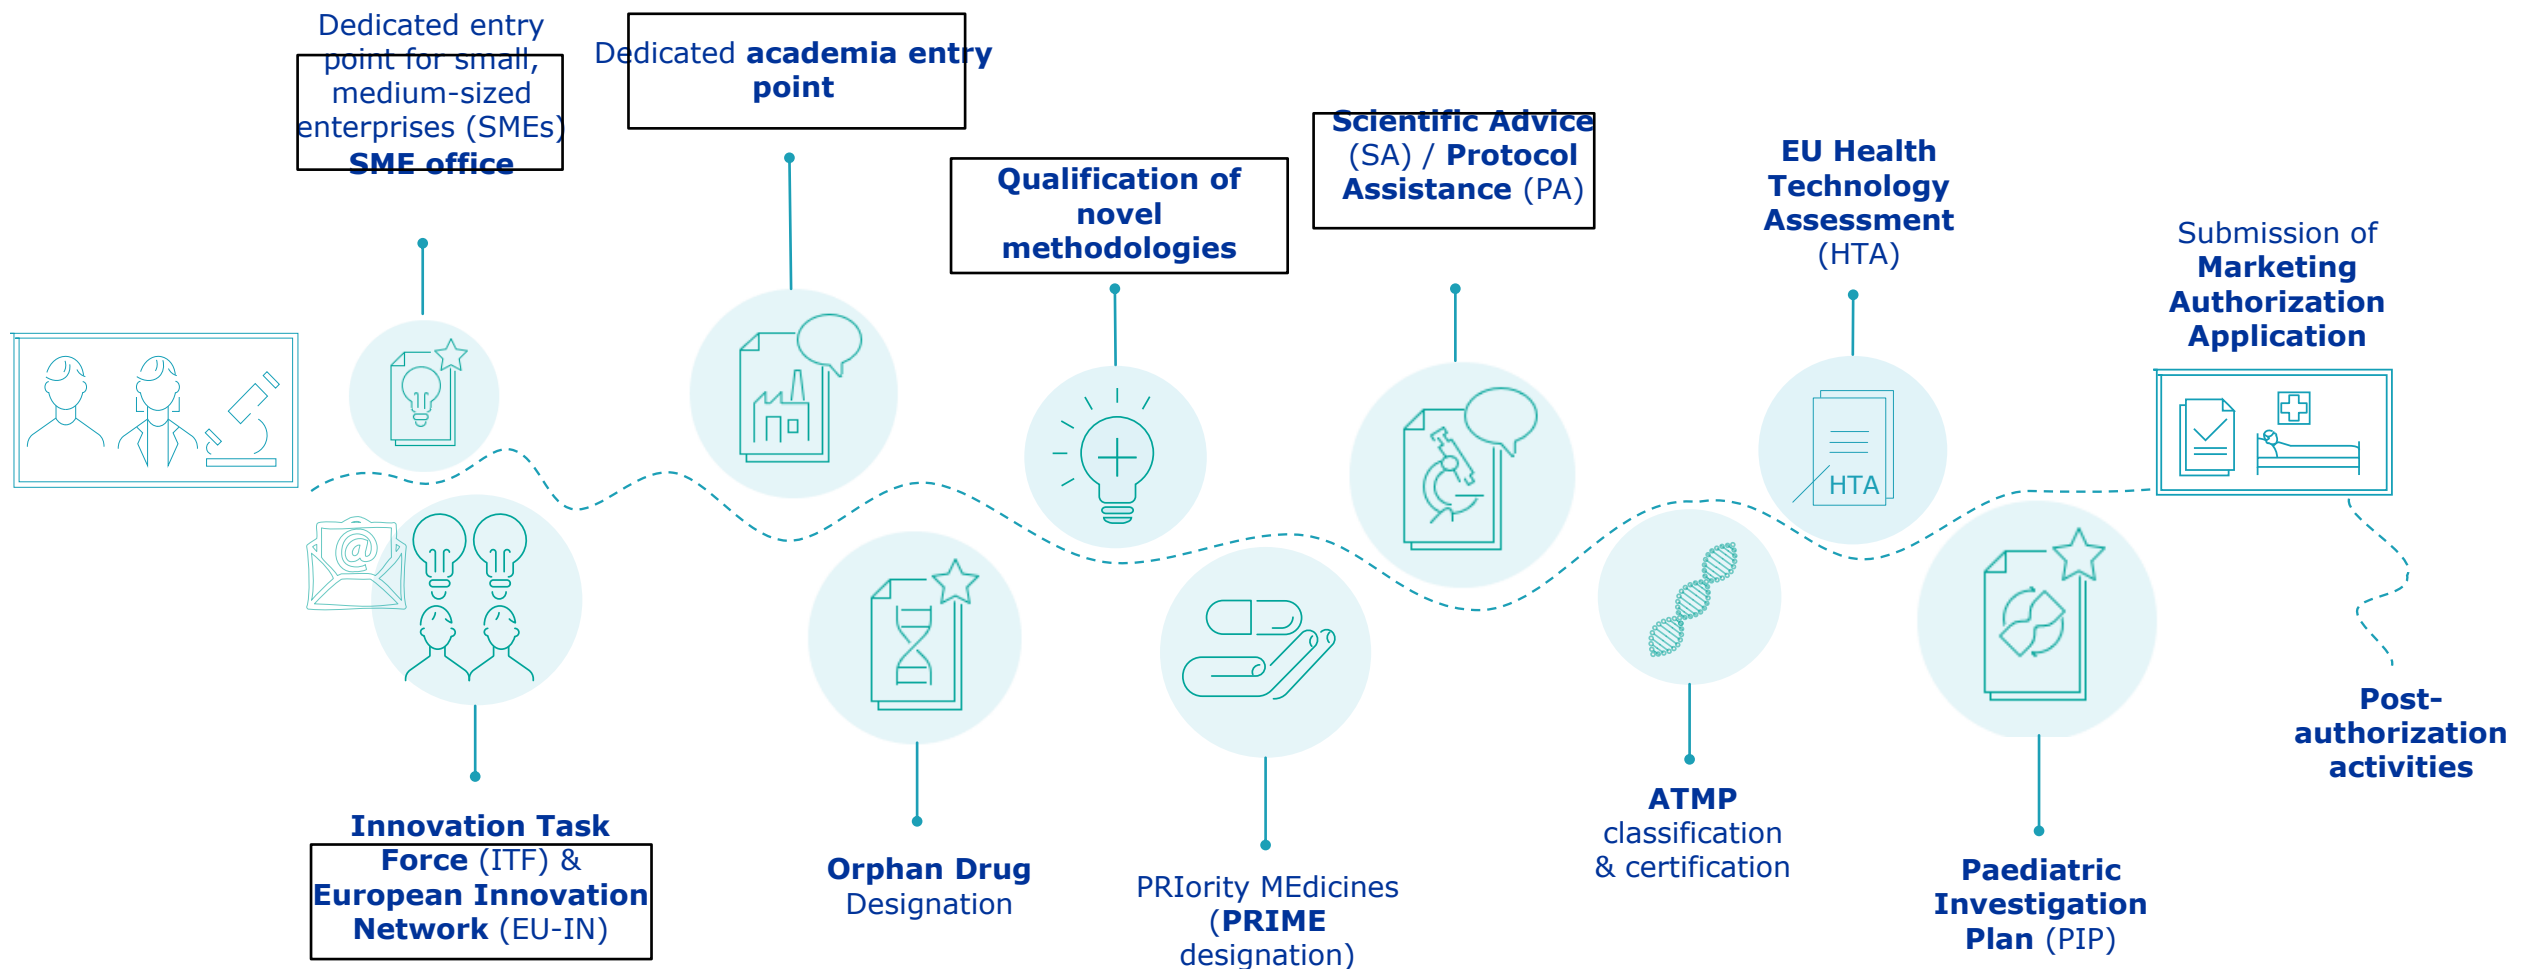 Dedicated entry
point for small,
medium-sized
enterprises (SMEs)
SME office
Dedicated academia entry
point
Qualification of
novel
methodologies
Scientific Advice
(SA) / Protocol
Assistance (PA)
EU Health
Technology
Assessment
(HTA)
Submission of
Marketing
Authorization
Application
@
HTA
Innovation Task
Force (ITF) &
European Innovation
Network (EU-IN)
Orphan Drug
Designation
PRIority MEdicines
(PRIME
designation)
ATMP
classification
& certification
Paediatric
Investigation
Plan (PIP)
Post-
authorization
activities